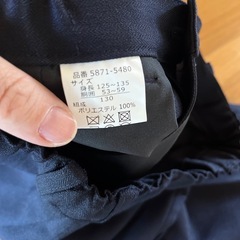 品番 5871-5480
サイズ
身長 125-135
胴囲 53-59
130
組成
ポリエステル 100%